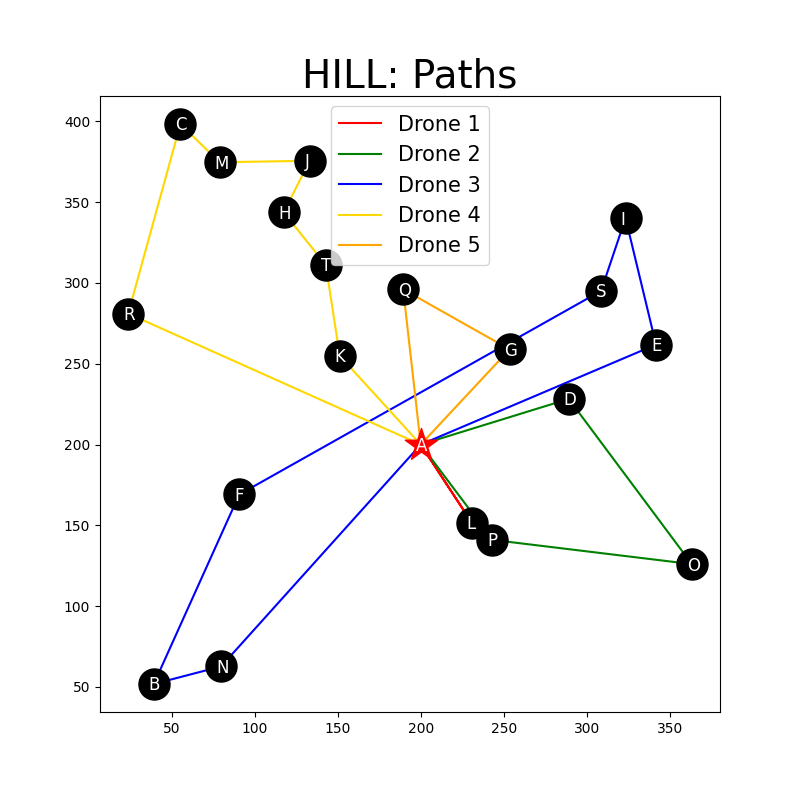 HILL: Paths
Drone 1
Drone 2
Drone 3
Drone 4
Drone 5
400
350
300
250
200
150
100
50
50 100 150 200 250 300 350
C
M
J
H
T
I
Q
S
R
K
G
E
D
A
F
L
P
O
N
B